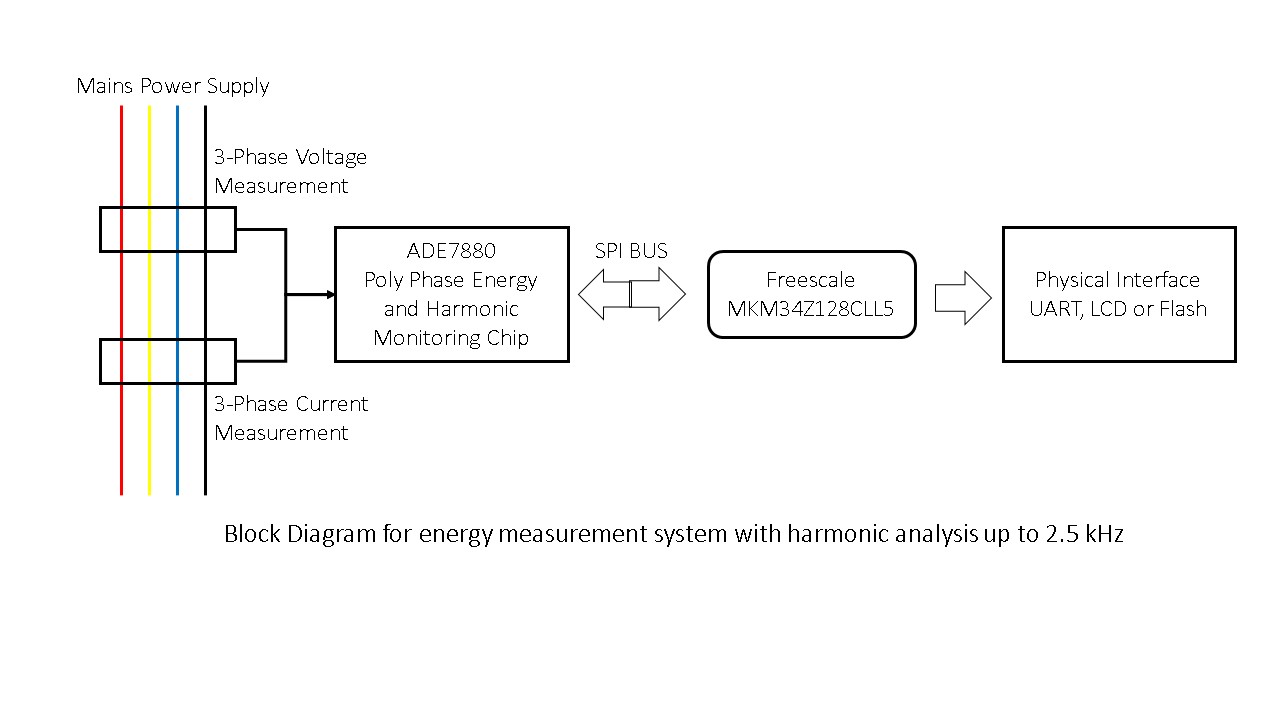 Mains Power Supply
3-Phase Voltage
Measurement
ADE7880
Poly Phase Energy
and Harmonic
Monitoring Chip
SPI BUS
Freescale
MKM34Z128CLL5
Physical Interface
UART, LCD or Flash
3-Phase Current
Measurement
Block Diagram for energy measurement system with harmonic analysis up to 2.5 kHz